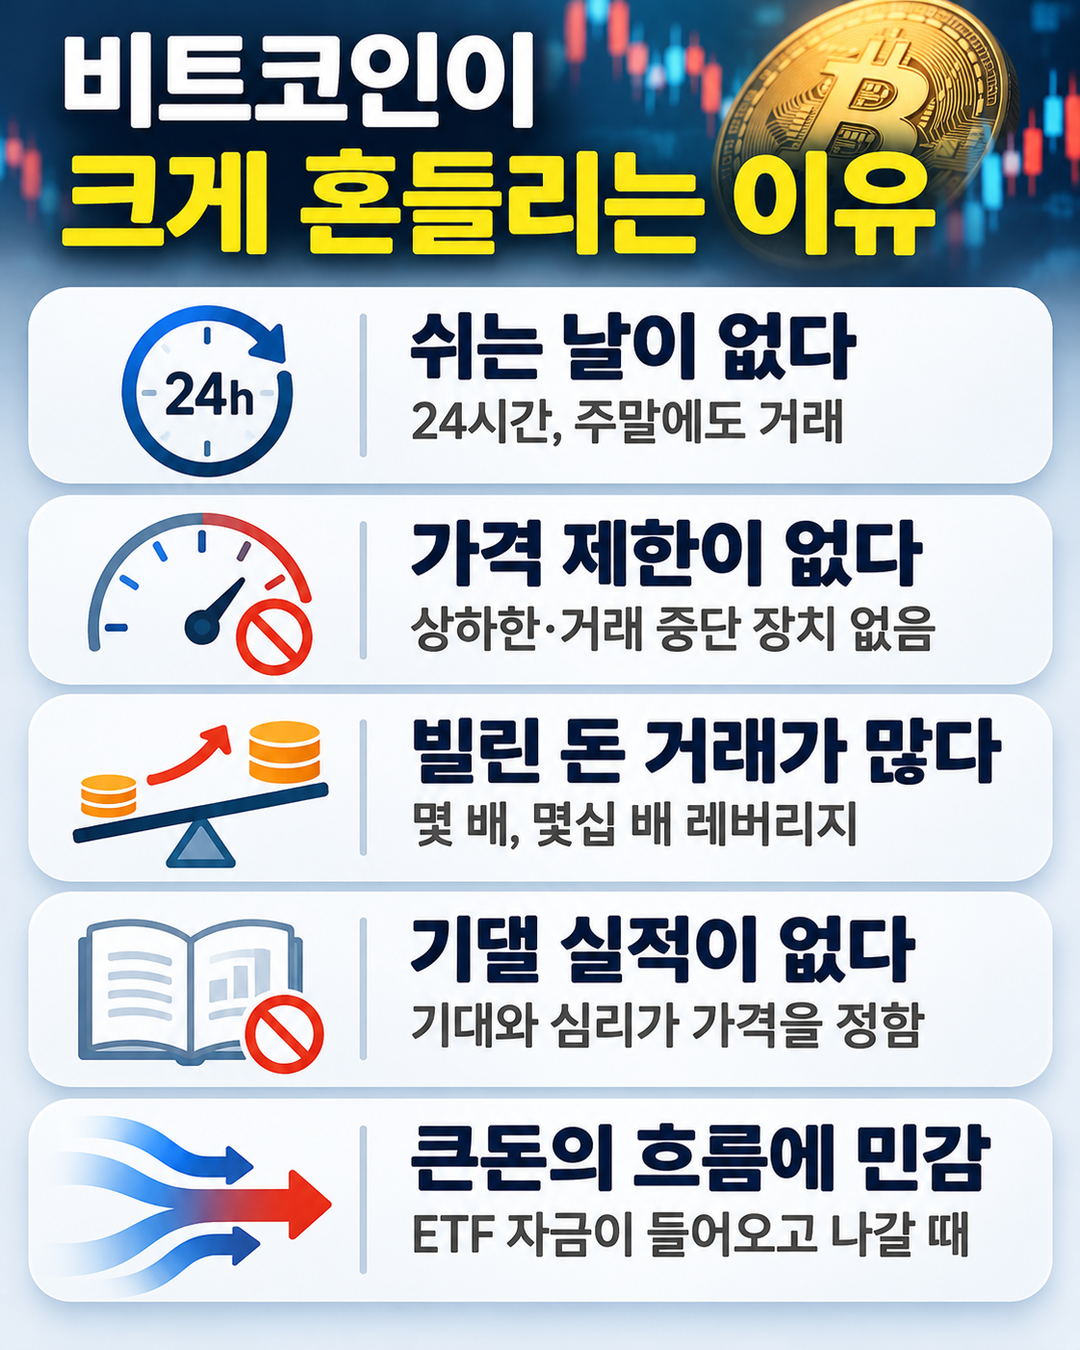 비트코인이
크게 흔들리는 이유
24h
쉬는 날이 없다
24시간, 주말에도 거래
가격 제한이 없다
상하한·거래 중단 장치 없음
빌린 돈 거래가 많다
몇 배, 몇십 배 레버리지
기댈 실적이 없다
기대와 심리가 가격을 정함
큰돈의 흐름에 민감
ETF 자금이 들어오고 나갈 때